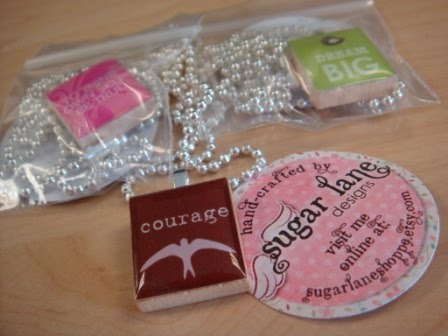 DREAM
BIG
courage
hand-crafted by
sugar lane
designs
visit me
online at:
sugarlaneshoppe.etsy.com